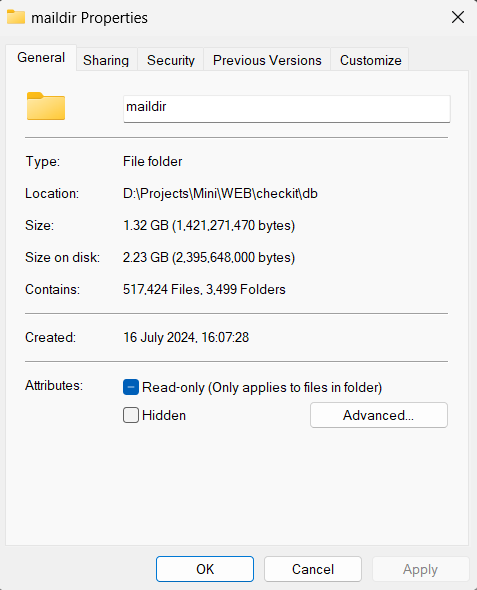 maildir Properties
General Sharing Security Previous Versions Customize
maildir
Type: File folder
Location: D:\Projects\Mini\WEB\checkit\db
Size: 1.32 GB (1,421,271,470 bytes)
Size on disk: 2.23 GB (2,395,648,000 bytes)
Contains: 517,424 Files, 3,499 Folders
Created: 16 July 2024, 16:07:28
Attributes: Read-only (Only applies to files in folder)
Hidden Advanced...
OK Cancel Apply